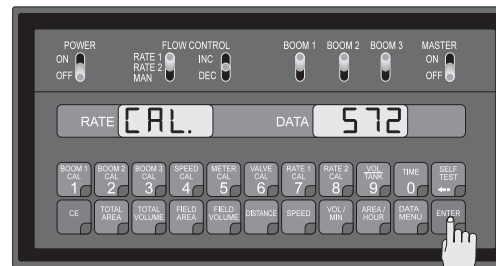 POWER
ON
OFF
FLOW CONTROL
RATE 1
RATE 2
MAN
INC
DEC
BOOM 1 BOOM 2 BOOM 3
MASTER
ON
OFF
RATE CAL. DATA 572
BOOM 1 CAL 1
BOOM 2 CAL 2
BOOM 3 CAL 3
SPEED CAL 4
METER CAL 5
VALVE CAL 6
RATE 1 CAL 7
RATE 2 CAL 8
VOL TANK 9
TIME 0
SELF TEST
CE
TOTAL AREA
TOTAL VOLUME
FIELD AREA
FIELD VOLUME
DISTANCE
SPEED
VOL / MIN
AREA / HOUR
DATA MENU
ENTER